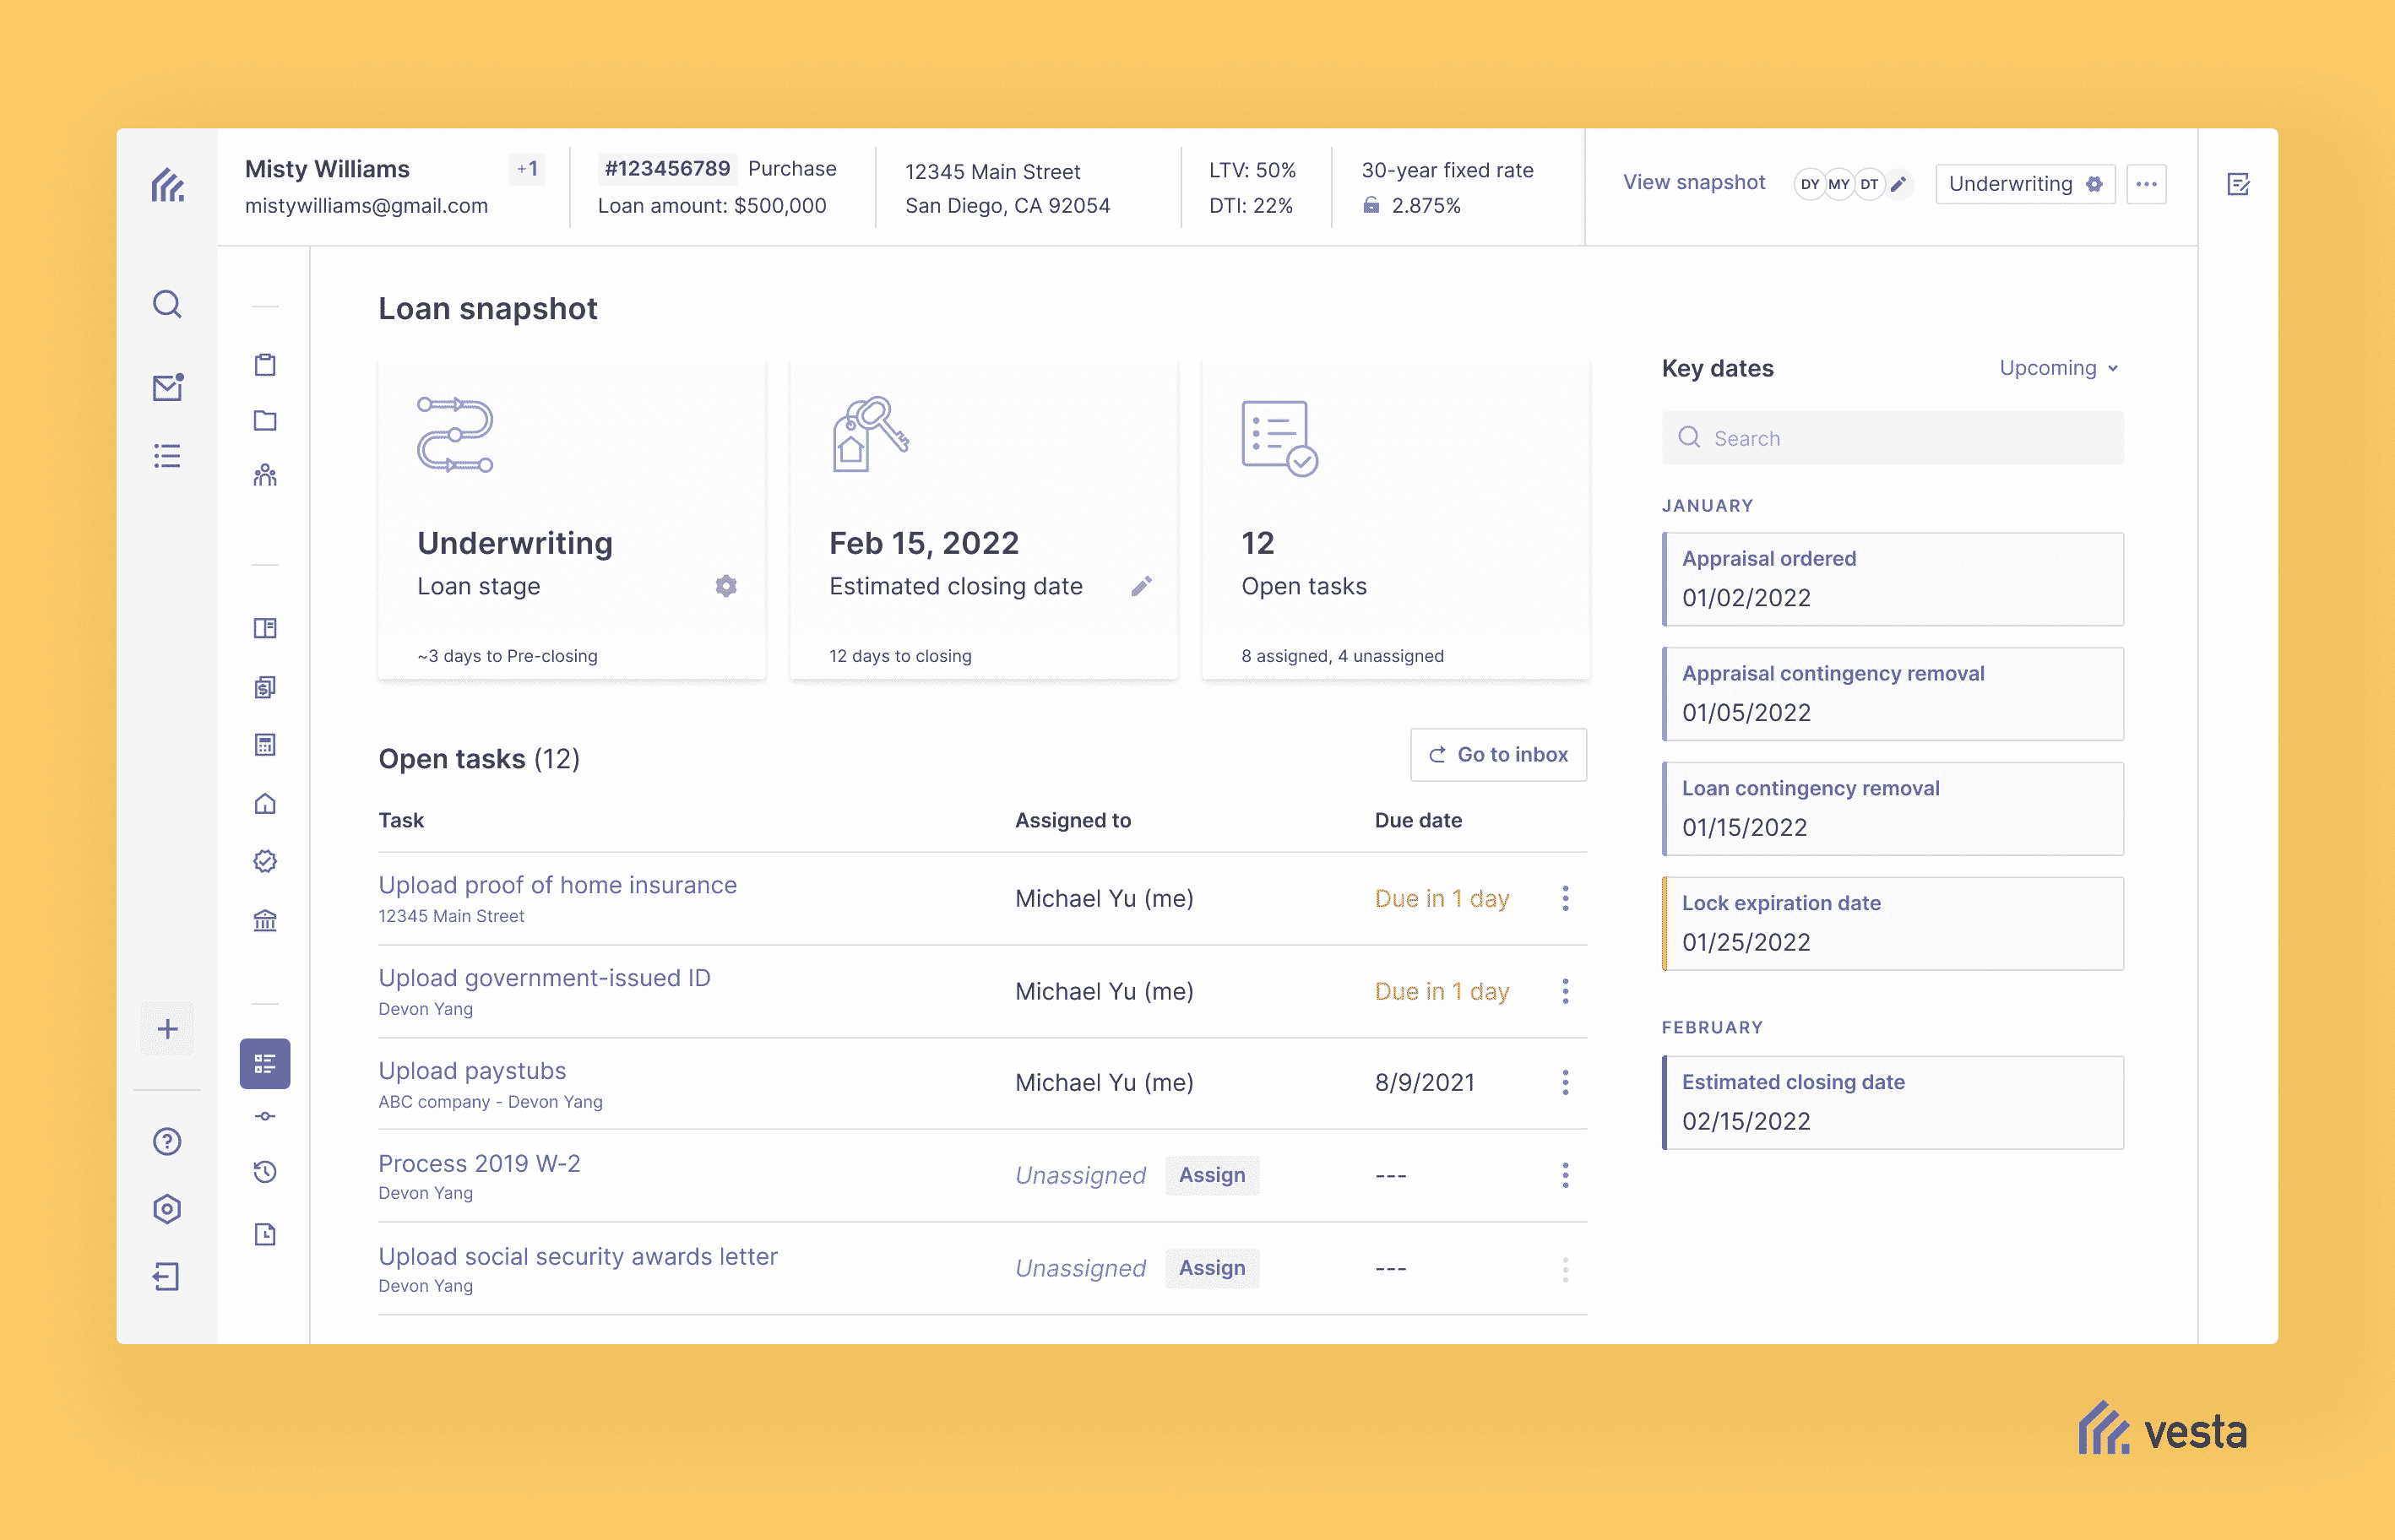 Misty Williams
+1
mistywilliams@gmail.com
#123456789 Purchase
Loan amount: $500,000
12345 Main Street
San Diego, CA 92054
LTV: 50%
DTI: 22%
30-year fixed rate
2.875%
View snapshot
DY MY DT
Underwriting
Loan snapshot
Underwriting
Loan stage
~3 days to Pre-closing
Feb 15, 2022
Estimated closing date
12 days to closing
12
Open tasks
8 assigned, 4 unassigned
Open tasks (12)
Go to inbox
Task Assigned to Due date
Upload proof of home insurance
12345 Main Street
Michael Yu (me)
Due in 1 day
Upload government-issued ID
Devon Yang
Michael Yu (me)
Due in 1 day
Upload paystubs
ABC company - Devon Yang
Michael Yu (me)
8/9/2021
Process 2019 W-2
Devon Yang
Unassigned Assign ---
Upload social security awards letter
Devon Yang
Unassigned Assign ---
Key dates
Upcoming
Search
JANUARY
Appraisal ordered
01/02/2022
Appraisal contingency removal
01/05/2022
Loan contingency removal
01/15/2022
Lock expiration date
01/25/2022
FEBRUARY
Estimated closing date
02/15/2022
vesta